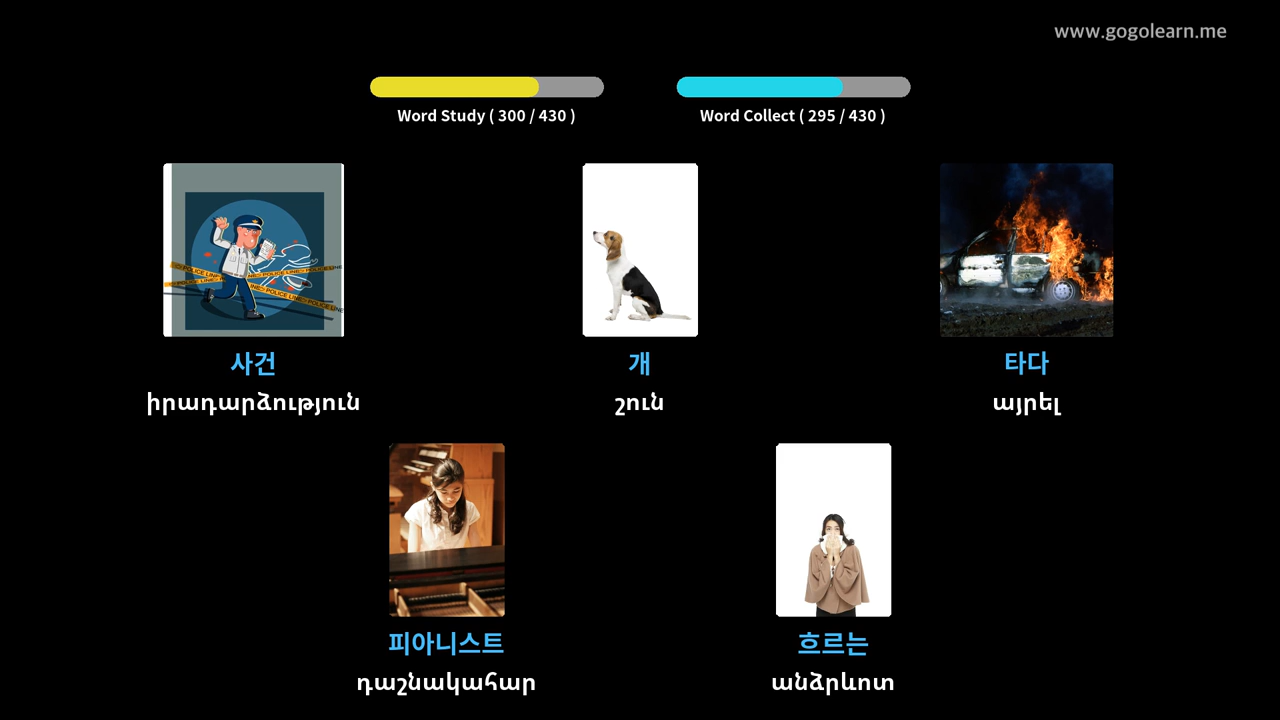 www.gogolearn.me
Word Study ( 300 / 430 )
Word Collect ( 295 / 430 )
사건
개
타다
իրադարձություն
շուն
այրել
피아니스트
흐르는
դաշնակահար
անձրևոտ